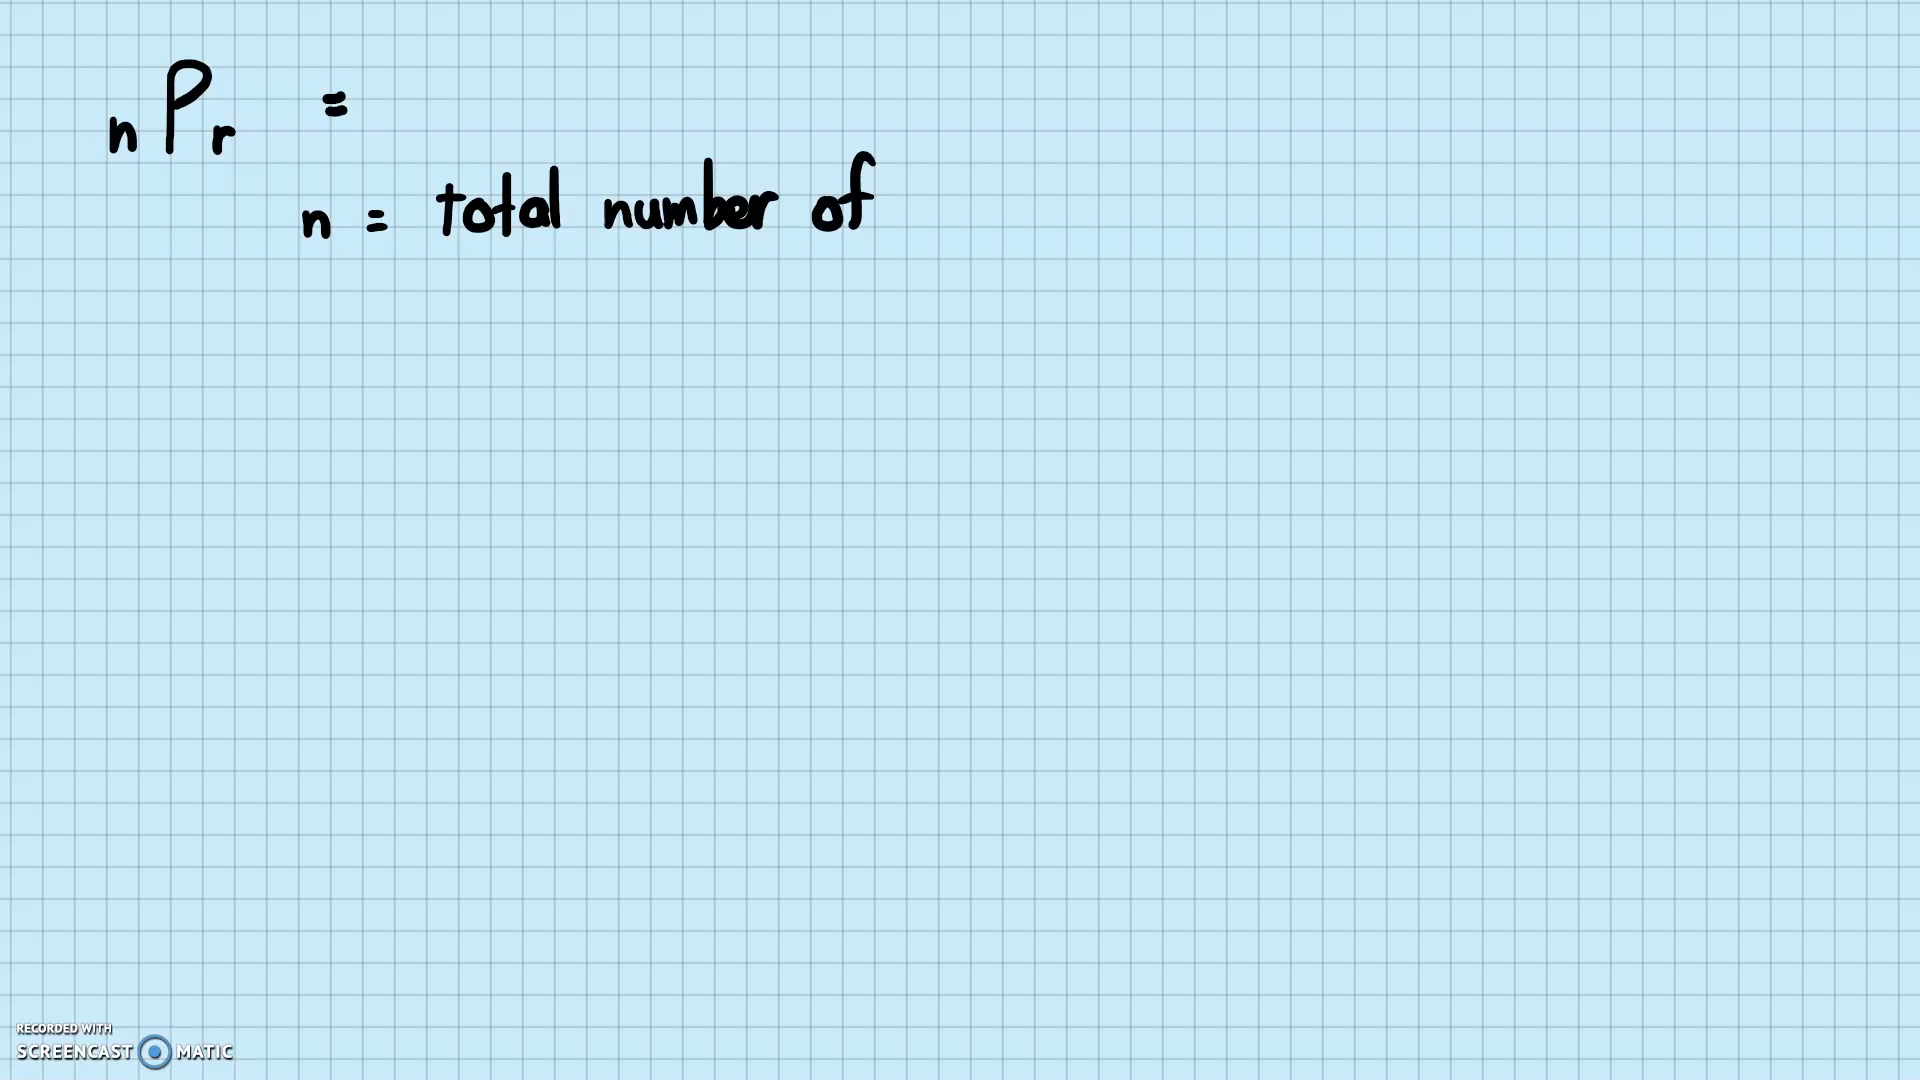 nPr =
n = total number of
RECORDED WITH
SCREENCAST MATIC